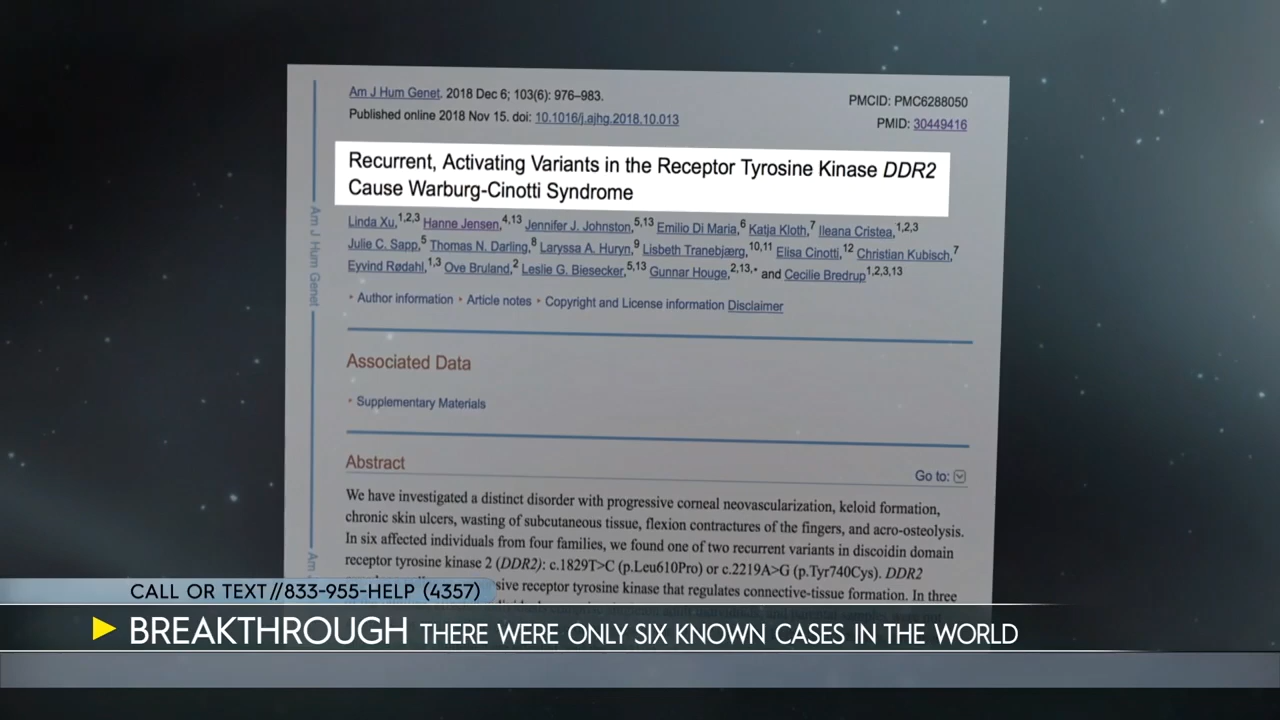 Am J Hum Genet. 2018 Dec 6; 103(6): 976–983.
PMCID: PMC6288050
Published online 2018 Nov 15. doi: 10.1016/j.ajhg.2018.10.013
PMID: 30449416
Recurrent, Activating Variants in the Receptor Tyrosine Kinase DDR2
Cause Warburg-Cinotti Syndrome
Linda Xu,1,2,3 Hanne Jensen,4,13 Jennifer J. Johnston,5,13 Emilio Di Maria,6 Katja Kloth,7 Ileana Cristea,1,2,3
Julie C. Sapp,5 Thomas N. Darling,8 Laryssa A. Huryn,9 Lisbeth Tranebjærg,10,11 Elisa Cinotti,12 Christian Kubisch,7
Eyvind Rødahl,1,3 Ove Bruland,2 Leslie G. Biesecker,5,13 Gunnar Houge,2,13,* and Cecilie Bredrup1,2,3,13
Am J Hum Genet
• Author information • Article notes • Copyright and License information Disclaimer
Associated Data
• Supplementary Materials
Abstract
Go to:
We have investigated a distinct disorder with progressive corneal neovascularization, keloid formation,
chronic skin ulcers, wasting of subcutaneous tissue, flexion contractures of the fingers, and acro-osteolysis.
In six affected individuals from four families, we found one of two recurrent variants in discoidin domain
receptor tyrosine kinase 2 (DDR2): c.1829T>C (p.Leu610Pro) or c.2219A>G (p.Tyr740Cys). DDR2
sive receptor tyrosine kinase that regulates connective-tissue formation. In three
Am
CALL OR TEXT//833-955-HELP (4357)
BREAKTHROUGH THERE WERE ONLY SIX KNOWN CASES IN THE WORLD